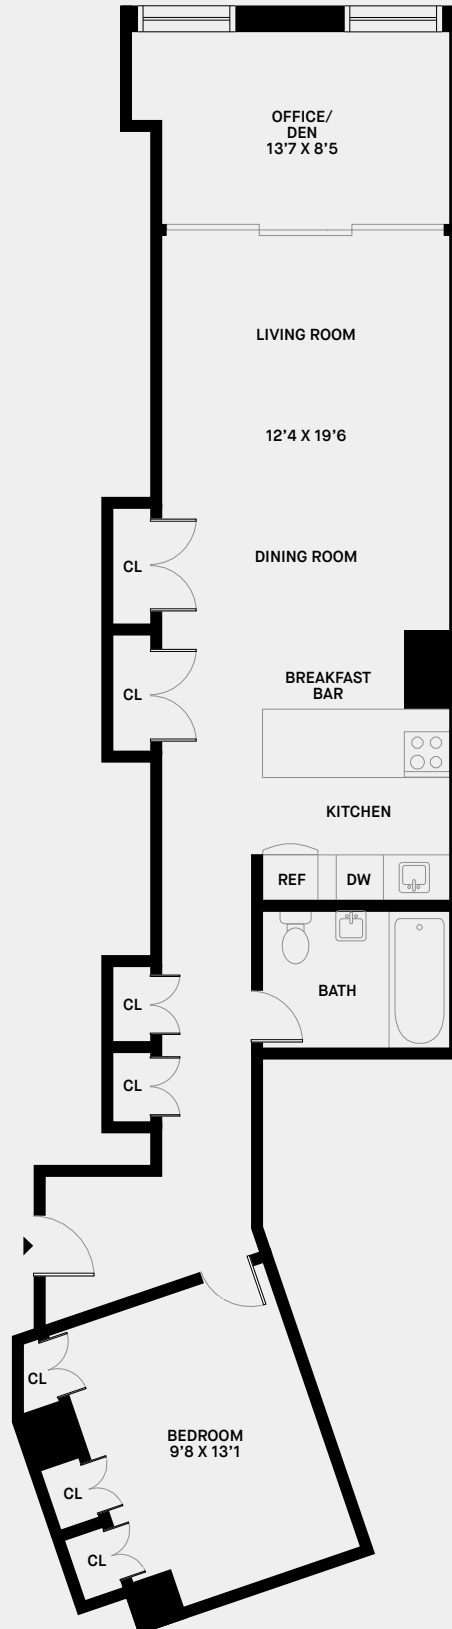 OFFICE/
DEN
13’7 X 8’5
LIVING ROOM
12’4 X 19’6
DINING ROOM
CL
CL
BREAKFAST
BAR
KITCHEN
REF
DW
BATH
CL
CL
CL
BEDROOM
9’8 X 13’1
CL
CL